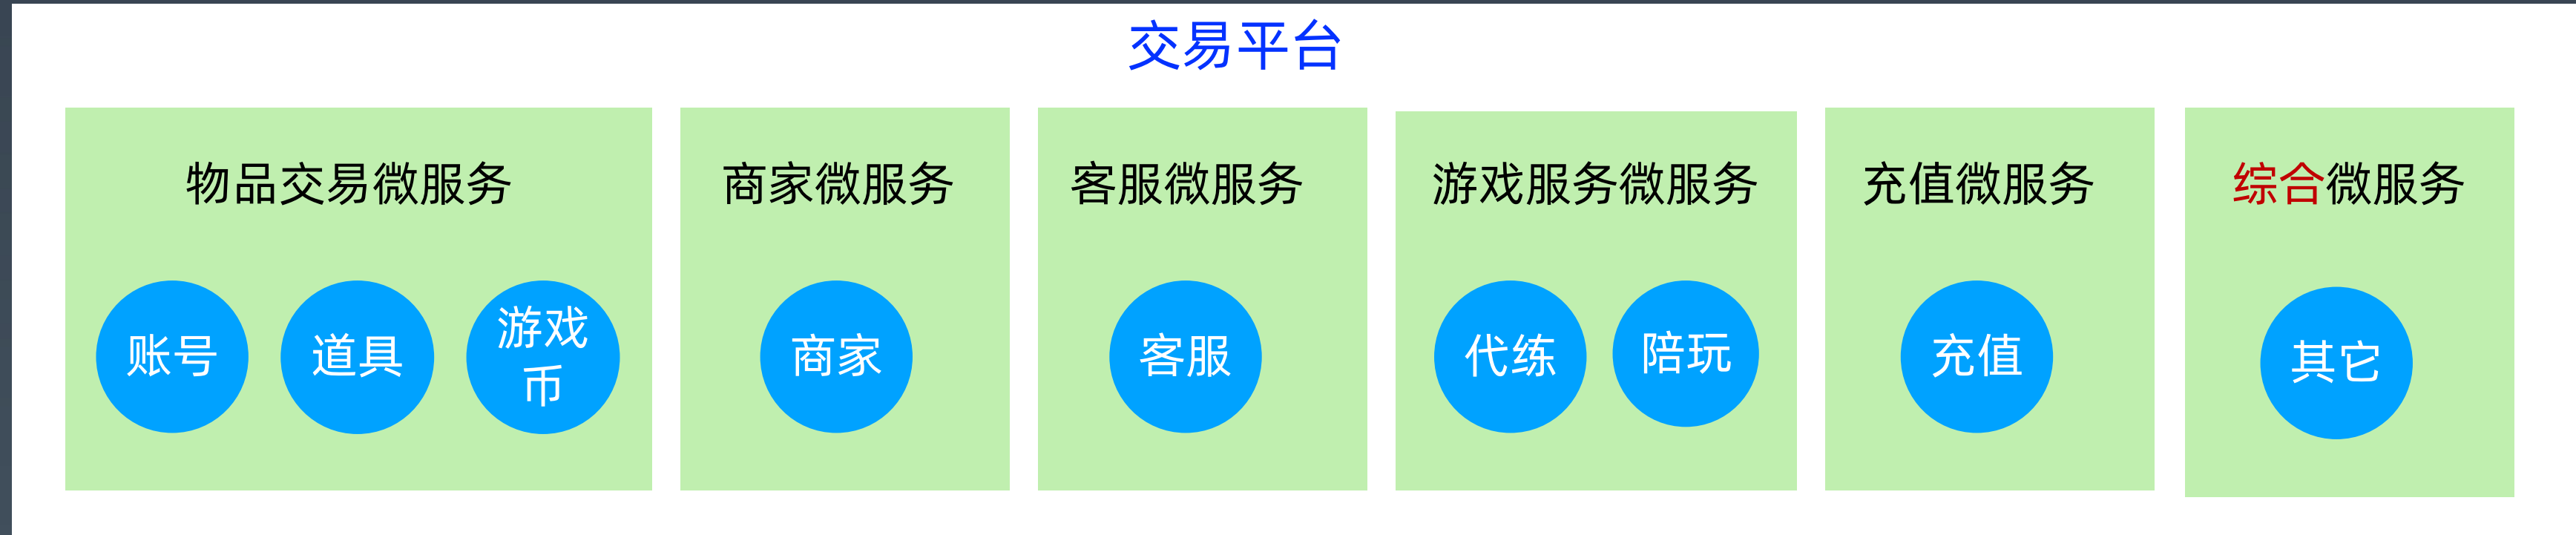 交易平台
物品交易微服务
商家微服务
客服微服务
游戏服务微服务
充值微服务
综合微服务
账号
道具
游戏
币
商家
客服
代练
陪玩
充值
其它